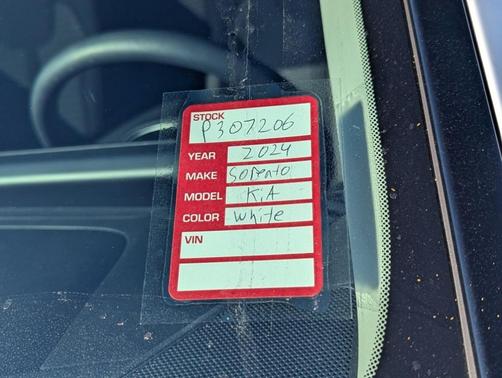 STOCK
P307206
YEAR 2024
MAKE Sorento
MODEL KiA
COLOR White
VIN